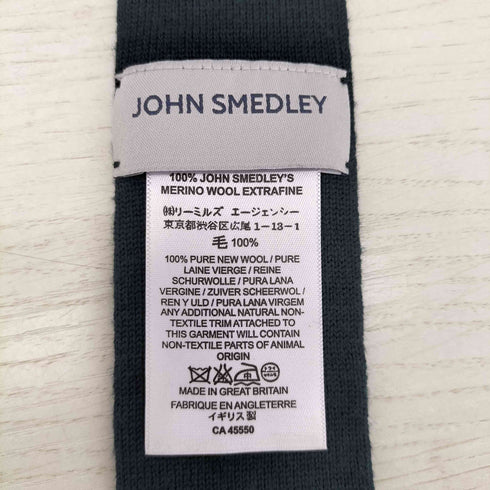 JOHN SMEDLEY
100% JOHN SMEDLEY'S
MERINO WOOL EXTRAFINE
㈱リーミルズ エージェンシー
東京都渋谷区広尾1-13-1
毛 100%
100% PURE NEW WOOL / PURE
LAINE VIERGE / REINE
SCHURWOLLE / PURA LANA
VERGINE / ZUIVER SCHEERWOL /
REN Y ULD / PURA LANA VIRGEM
ANY ADDITIONAL NATURAL NON-
TEXTILE TRIM ATTACHED TO
THIS GARMENT WILL CONTAIN
NON-TEXTILE PARTS OF ANIMAL
ORIGIN
ドライ
MADE IN GREAT BRITAIN
FABRIQUE EN ANGLETERRE
イギリス製
CA 45550